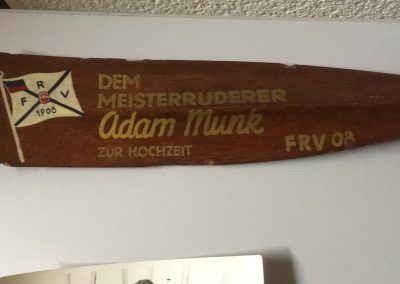 R
F V
1908
DEM
MEISTERRUDERER
Adam Munk
ZUR HOCHZEIT
FRV 08